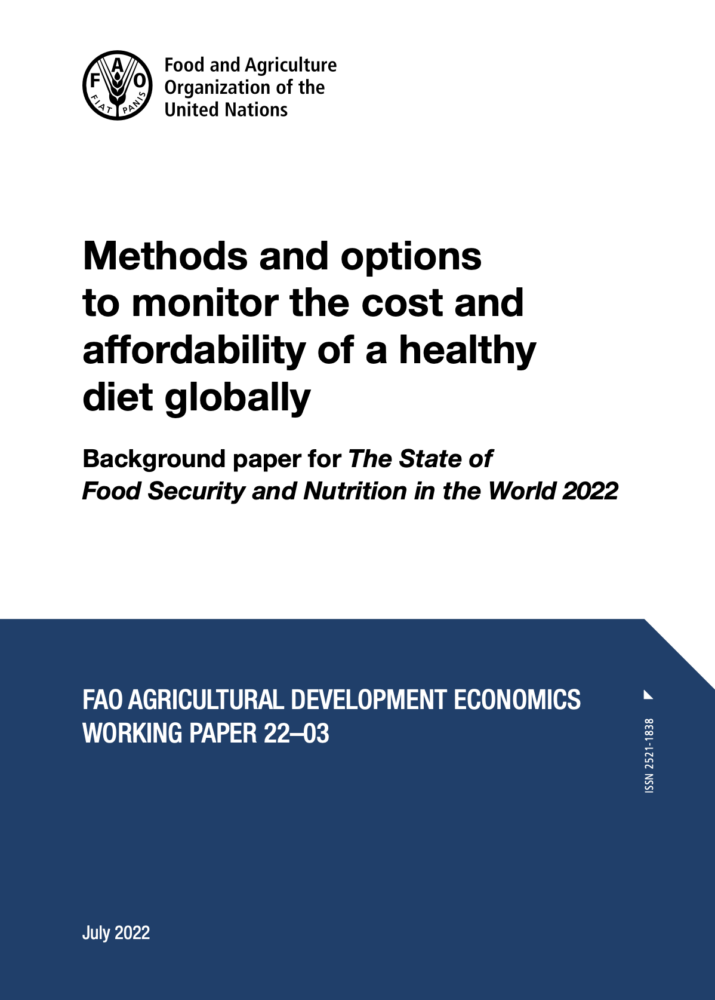 FAO
FIAT PANIS
Food and Agriculture
Organization of the
United Nations
Methods and options
to monitor the cost and
affordability of a healthy
diet globally
Background paper for The State of
Food Security and Nutrition in the World 2022
FAO AGRICULTURAL DEVELOPMENT ECONOMICS
WORKING PAPER 22–03
ISSN 2521-1838
July 2022